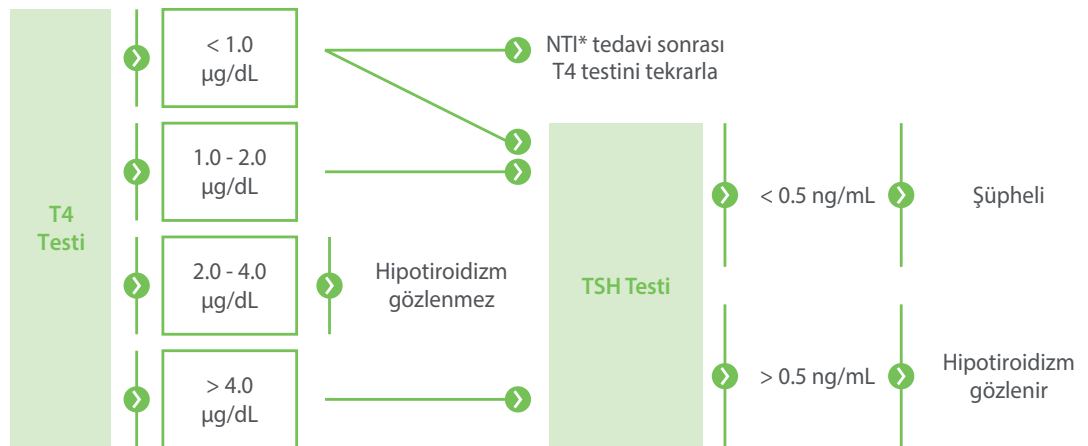 T4
Testi
< 1.0
µg/dL
1.0 - 2.0
µg/dL
2.0 - 4.0
µg/dL
> 4.0
µg/dL
NTI* tedavi sonrası
T4 testini tekrarla
Hipotiroidizm
gözlenmez
TSH Testi
< 0.5 ng/mL
Şüpheli
> 0.5 ng/mL
Hipotiroidizm
gözlenir